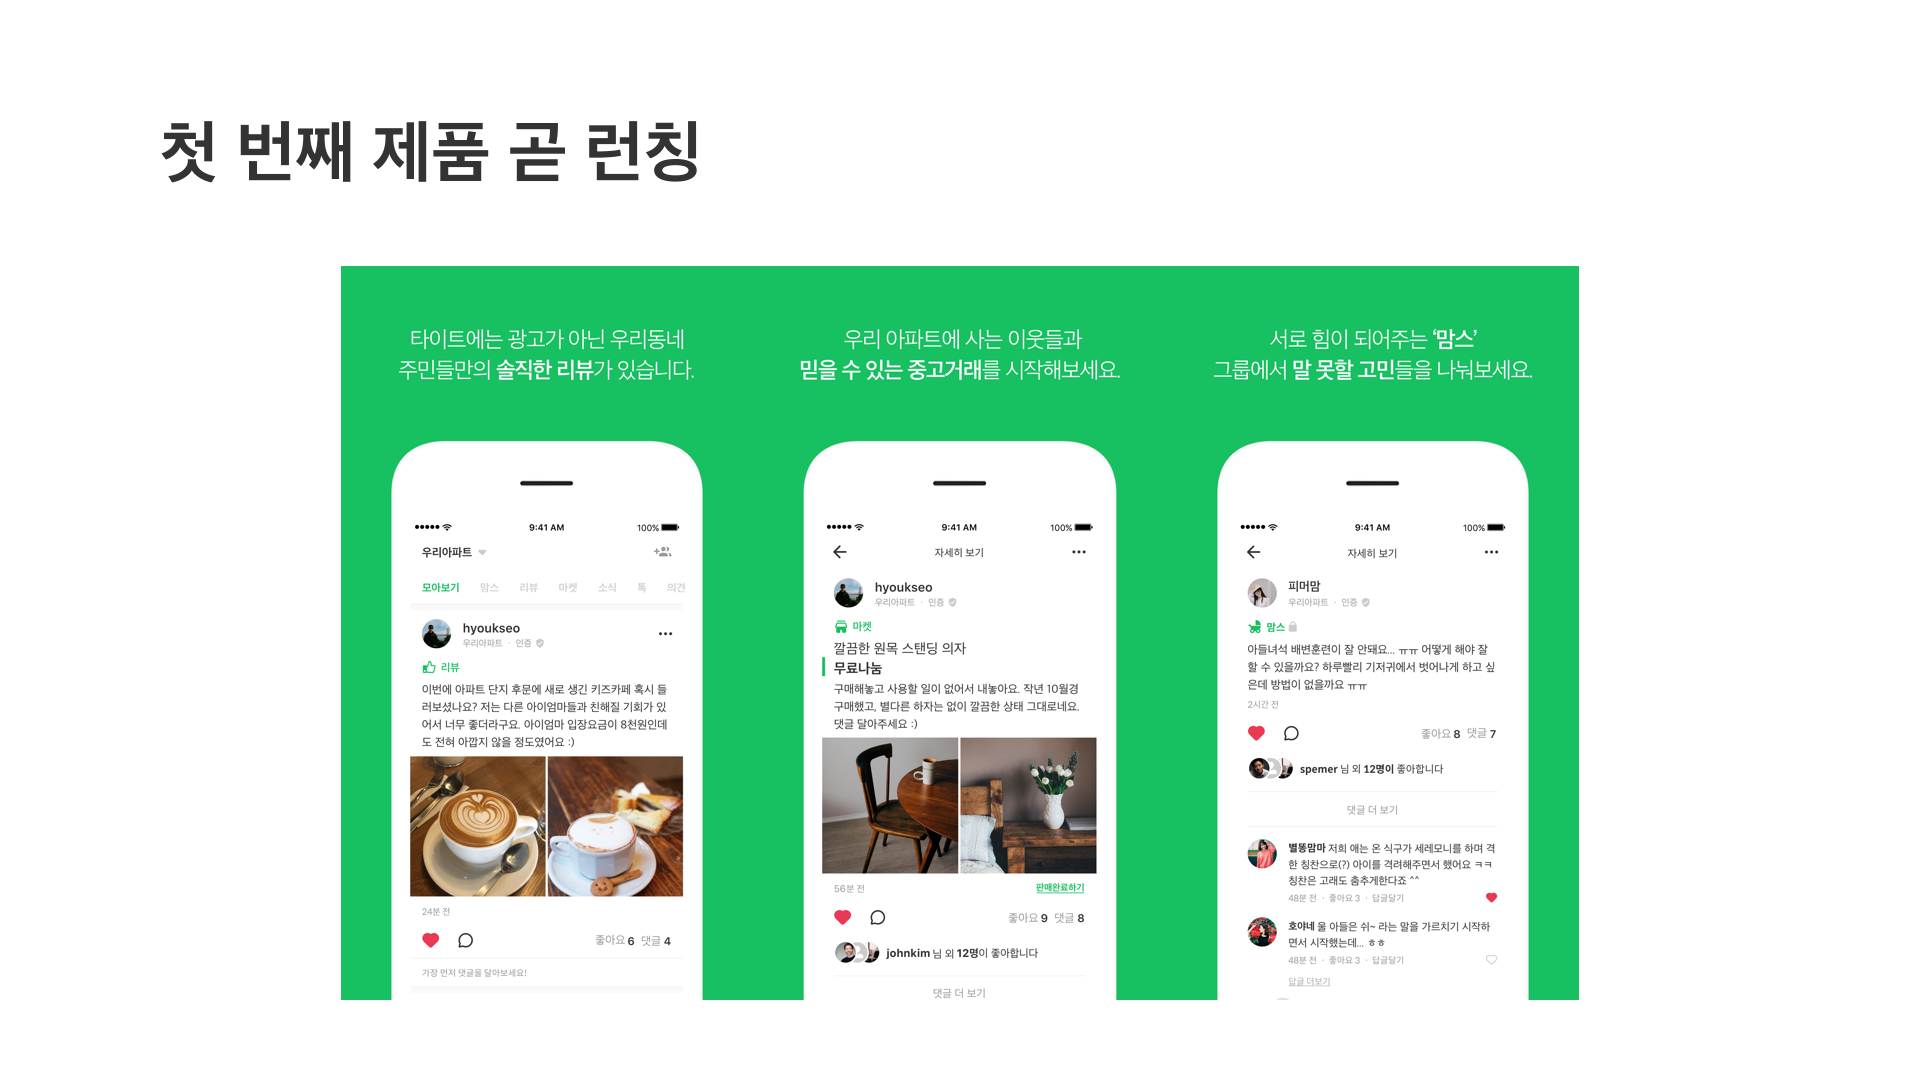 첫 번째 제품 곧 런칭
타이트에는 광고가 아닌 우리동네
주민들만의 솔직한 리뷰가 있습니다.
9:41 AM
100%
우리아파트
모아보기 맘스 리뷰 마켓 소식 톡 의견
hyoukseo
우리아파트 · 인증
리뷰
이번에 아파트 단지 후문에 새로 생긴 키즈카페 혹시 들
러보셨나요? 저는 다른 아이엄마들과 친해질 기회가 있
어서 너무 좋더라구요. 아이엄마 입장요금이 8천원인데
도 전혀 아깝지 않을 정도였어요 :)
24분 전
좋아요 6 댓글 4
가장 먼저 댓글을 달아보세요!
우리 아파트에 사는 이웃들과
믿을 수 있는 중고거래를 시작해보세요.
9:41 AM
100%
자세히 보기
hyoukseo
우리아파트 · 인증
마켓
깔끔한 원목 스탠딩 의자
무료나눔
구매해놓고 사용할 일이 없어서 내놓아요. 작년 10월경
구매했고, 별다른 하자는 없이 깔끔한 상태 그대로네요.
댓글 달아주세요 :)
56분 전
판매완료하기
좋아요 9 댓글 8
johnkim 님 외 12명이 좋아합니다
댓글 더 보기
서로 힘이 되어주는 ‘맘스’
그룹에서 말 못할 고민들을 나눠보세요.
9:41 AM
100%
자세히 보기
피머맘
우리아파트 · 인증
맘스
아들녀석 배변훈련이 잘 안돼요... ㅠㅠ 어떻게 해야 잘
할 수 있을까요? 하루빨리 기저귀에서 벗어나게 하고 싶
은데 방법이 없을까요 ㅠㅠ
2시간 전
좋아요 8 댓글 7
spemer 님 외 12명이 좋아합니다
댓글 더 보기
별똥맘마 저희 애는 온 식구가 세레모니를 하며 격
한 칭찬으로(?) 아이를 격려해주면서 했어요 ㅋㅋ
칭찬은 고래도 춤추게한다죠 ^^
48분 전 · 좋아요 3 · 답글달기
호야네 울 아들은 쉬~ 라는 말을 가르치기 시작하
면서 시작했는데... ㅎㅎ
48분 전 · 좋아요 3 · 답글달기
답글 더보기